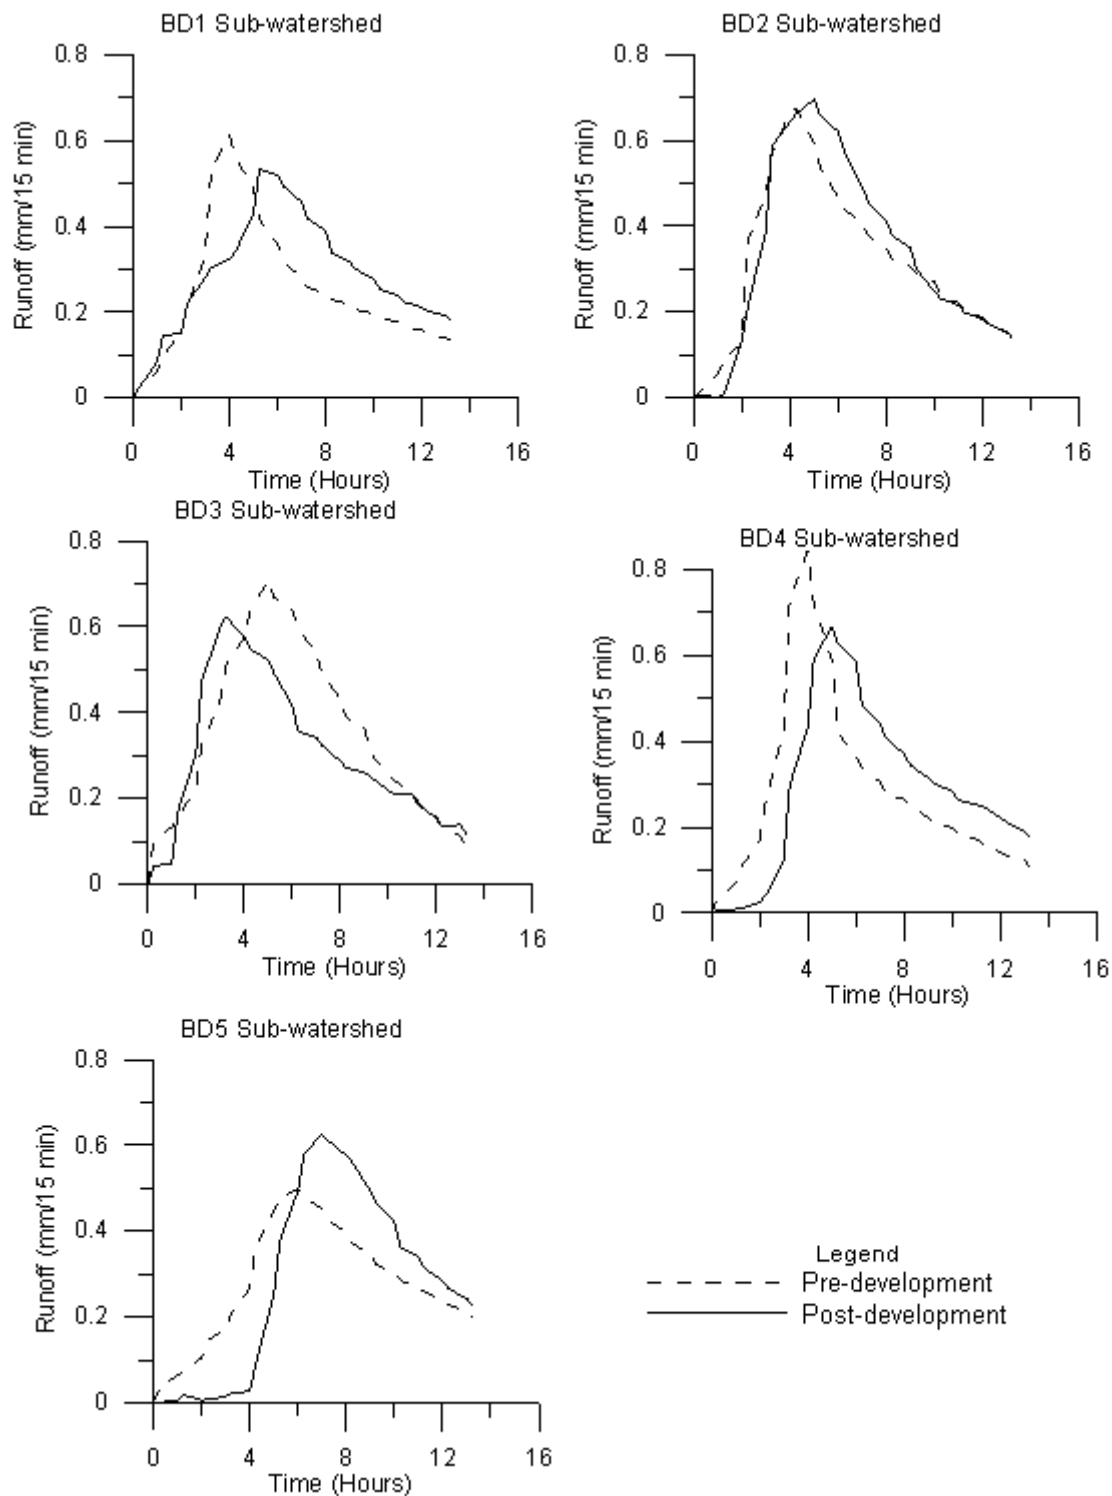 BD1 Sub-watershed
0.8
0.6
0.4
0.2
0
Runoff (mm/15 min)
0 4 8 12 16
Time (Hours)
BD2 Sub-watershed
0.8
0.6
0.4
0.2
0
Runoff (mm/15 min)
0 4 8 12 16
Time (Hours)
BD3 Sub-watershed
0.8
0.6
0.4
0.2
0
Runoff (mm/15 min)
0 4 8 12 16
Time (Hours)
BD4 Sub-watershed
0.8
0.6
0.4
0.2
0
Runoff (mm/15 min)
0 4 8 12 16
Time (Hours)
BD5 Sub-watershed
0.8
0.6
0.4
0.2
0
Runoff (mm/15 min)
0 4 8 12 16
Time (Hours)
Legend
Pre-development
Post-development